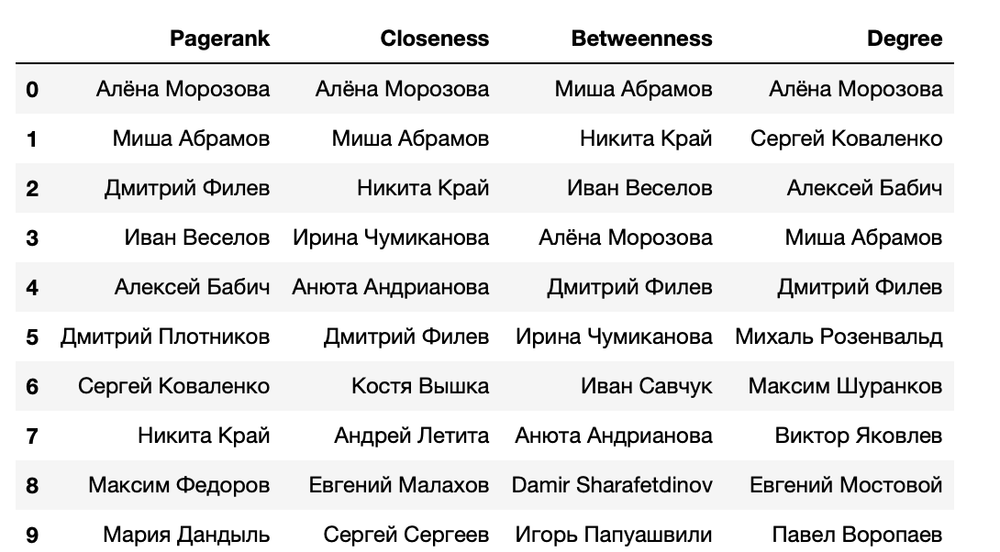 Pagerank Closeness Betweenness Degree
0 Алёна Морозова Алёна Морозова Миша Абрамов Алёна Морозова
1 Миша Абрамов Миша Абрамов Никита Край Сергей Коваленко
2 Дмитрий Филев Никита Край Иван Веселов Алексей Бабич
3 Иван Веселов Ирина Чумиканова Алёна Морозова Миша Абрамов
4 Алексей Бабич Анюта Андрианова Дмитрий Филев Дмитрий Филев
5 Дмитрий Плотников Дмитрий Филев Ирина Чумиканова Михаль Розенвальд
6 Сергей Коваленко Костя Вышка Иван Савчук Максим Шуранков
7 Никита Край Андрей Летита Анюта Андрианова Виктор Яковлев
8 Максим Федоров Евгений Малахов Damir Sharafetdinov Евгений Мостовой
9 Мария Дандыль Сергей Сергеев Игорь Папуашвили Павел Воропаев